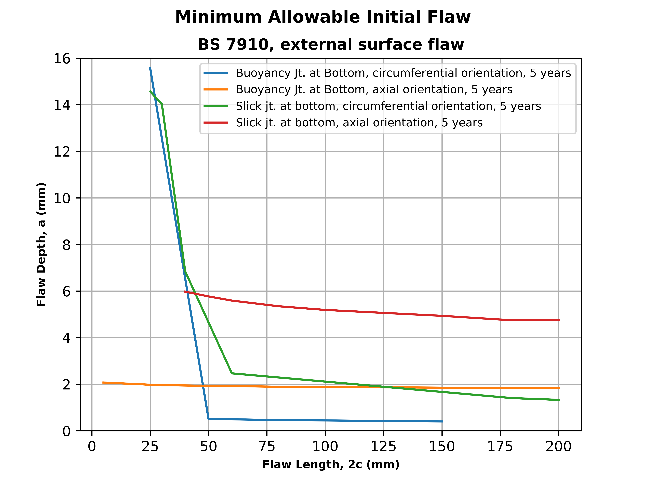 Minimum Allowable Initial Flaw
BS 7910, external surface flaw
Buoyancy Jt. at Bottom, circumferential orientation, 5 years
Buoyancy Jt. at Bottom, axial orientation, 5 years
Slick jt. at bottom, circumferential orientation, 5 years
Slick jt. at bottom, axial orientation, 5 years
Flaw Depth, a (mm)
16
14
12
10
8
6
4
2
0
0 25 50 75 100 125 150 175 200
Flaw Length, 2c (mm)